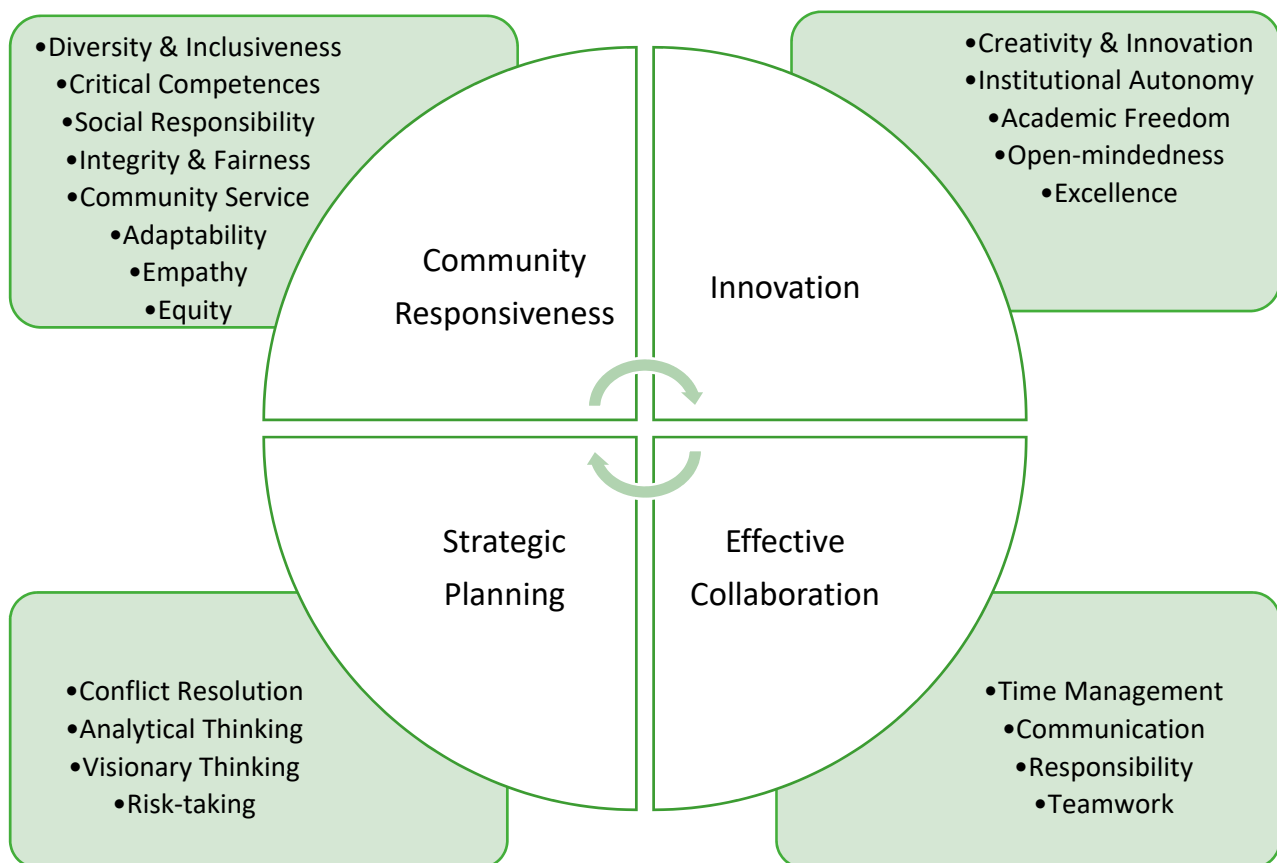 •Diversity & Inclusiveness
•Critical Competences
•Social Responsibility
•Integrity & Fairness
•Community Service
•Adaptability
•Empathy
•Equity
•Creativity & Innovation
•Institutional Autonomy
•Academic Freedom
•Open-mindedness
•Excellence
Community
Responsiveness
Innovation
Strategic
Planning
Effective
Collaboration
•Conflict Resolution
•Analytical Thinking
•Visionary Thinking
•Risk-taking
•Time Management
•Communication
•Responsibility
•Teamwork